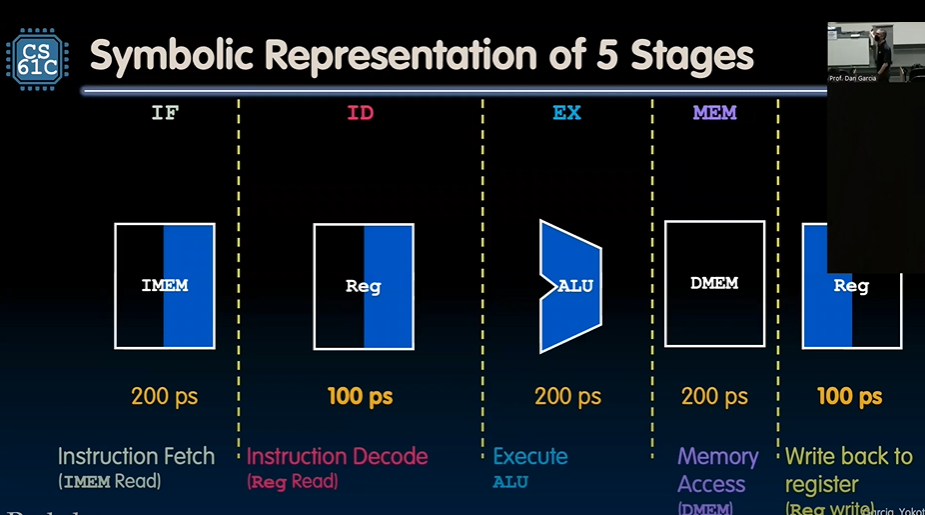 CS
61C
Symbolic Representation of 5 Stages
Prof. Dan Garcia
IF
ID
EX
MEM
IMEM
Reg
ALU
DMEM
Reg
200 ps
100 ps
200 ps
200 ps
100 ps
Instruction Fetch
(IMEM Read)
Instruction Decode
(Reg Read)
Execute
ALU
Memory
Access
(DMEM)
Write back to
register
(Reg write)
Garcia, Yokot